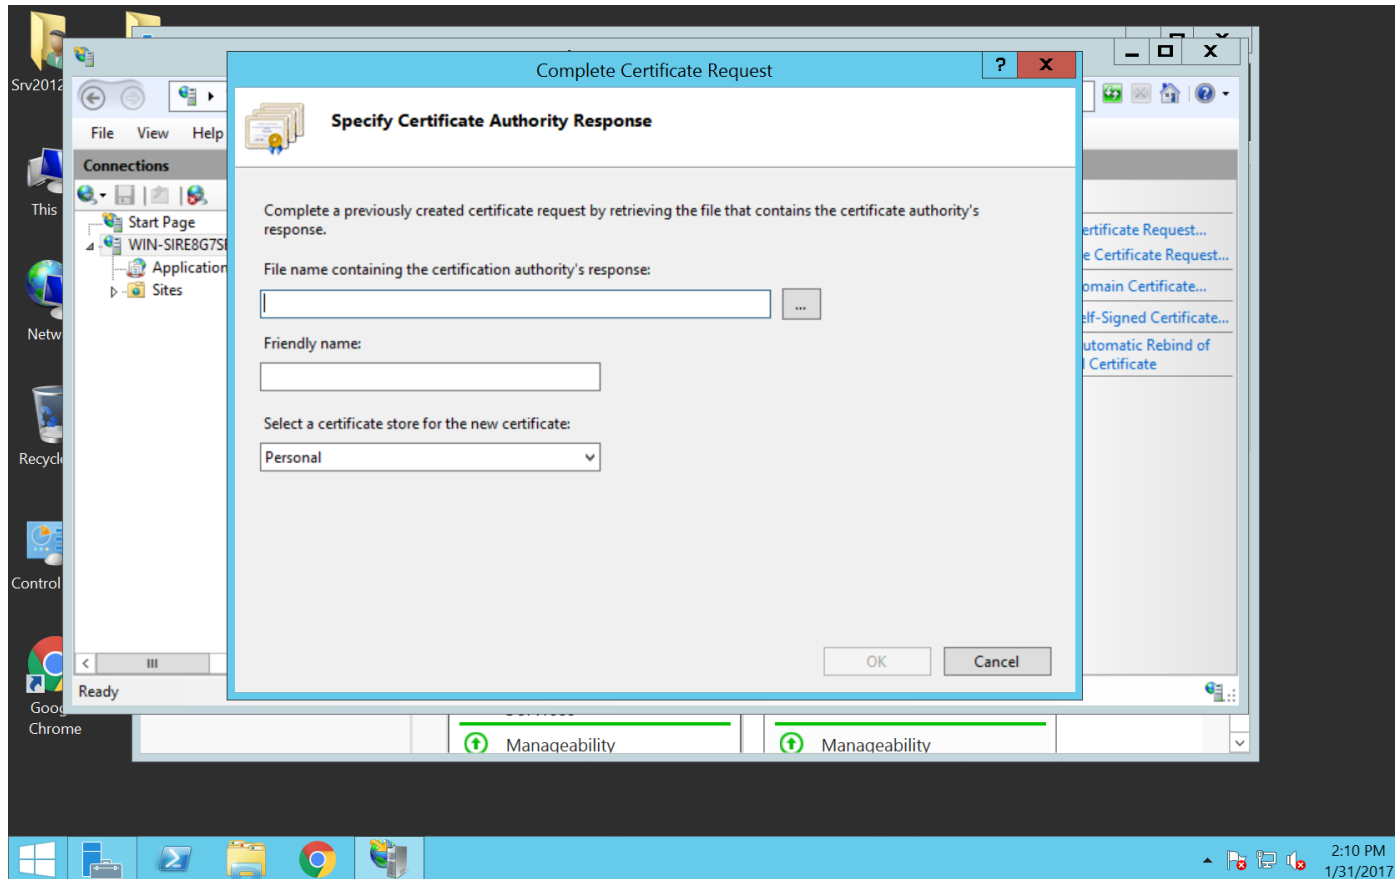 Srv2012
This
Netw
Recycl
Control
Goog
Chrome
Complete Certificate Request
?
X
X
File View Help
Connections
Start Page
WIN-SIRE8G7S
Application
Sites
Ready
Specify Certificate Authority Response
Complete a previously created certificate request by retrieving the file that contains the certificate authority's
response.
File name containing the certification authority's response:
...
Friendly name:
Select a certificate store for the new certificate:
Personal
OK
Cancel
ertificate Request...
e Certificate Request...
omain Certificate...
elf-Signed Certificate...
utomatic Rebind of
Certificate
Manageability
Manageability
2:10 PM
1/31/2017